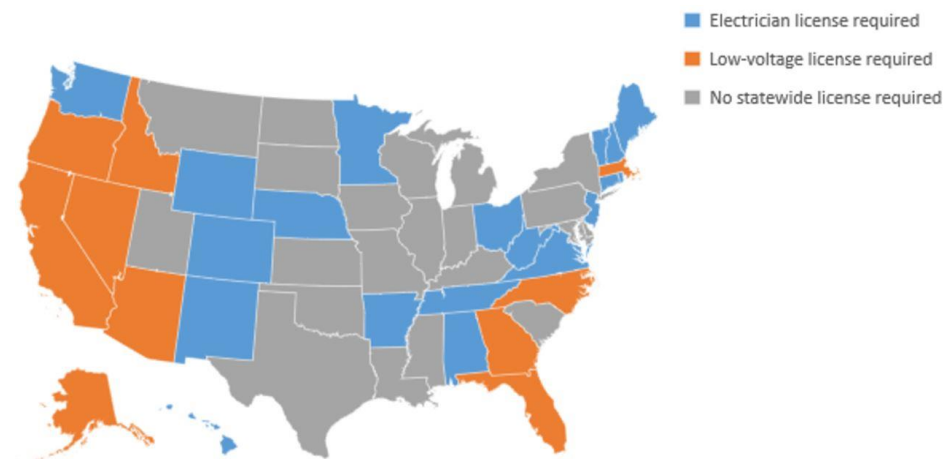 Electrician license required
Low-voltage license required
No statewide license required